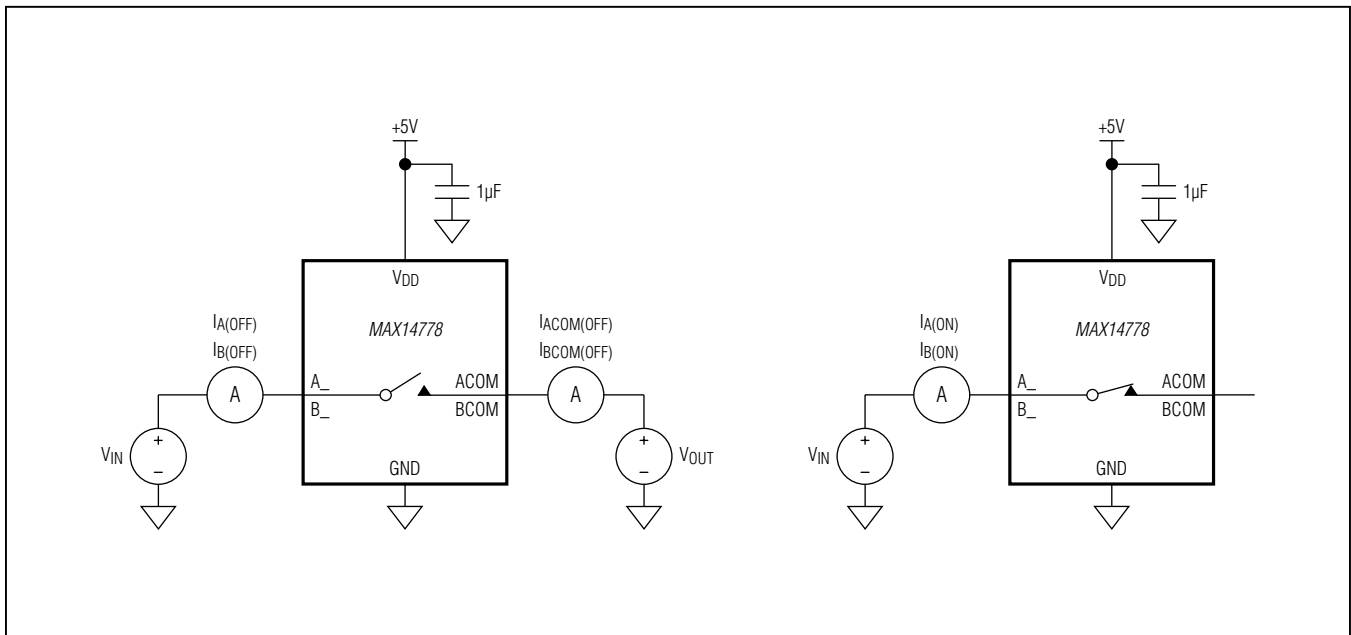 +5V
1µF
VDD
MAX14778
IA(OFF)
IB(OFF)
A
A_
B_
ACOM
BCOM
IACOM(OFF)
IBCOM(OFF)
A
VIN
+
−
GND
VOUT
+
−
+5V
1µF
VDD
MAX14778
IA(ON)
IB(ON)
A
A_
B_
ACOM
BCOM
VIN
+
−
GND